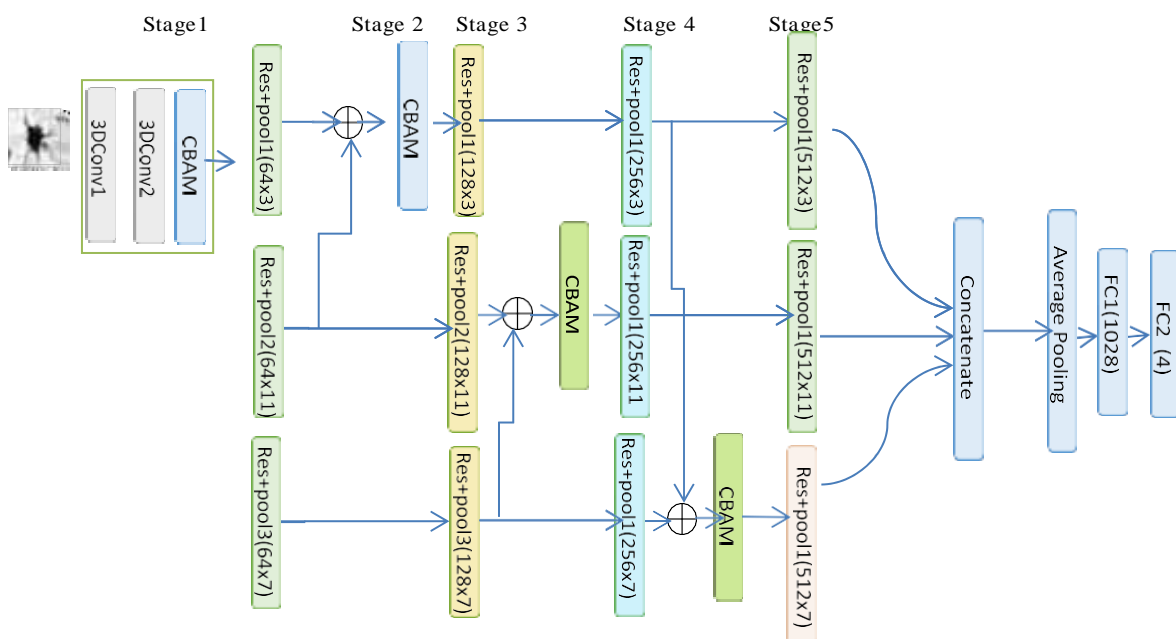 Stage1
Stage 2
Stage 3
Stage 4
Stage5
3DConv1
3DConv2
CBAM
Res+pool1(64x3)
Res+pool2(64x11)
Res+pool3(64x7)
CBAM
Res+pool1(128x3)
Res+pool2(128x11)
Res+pool3(128x7)
CBAM
Res+pool1(256x3)
Res+pool1(256x11
Res+pool1(256x7)
CBAM
Res+pool1(512x3)
Res+pool1(512x11)
Res+pool1(512x7)
Concatenate
Average
Pooling
FC1(1028)
FC2 (4)